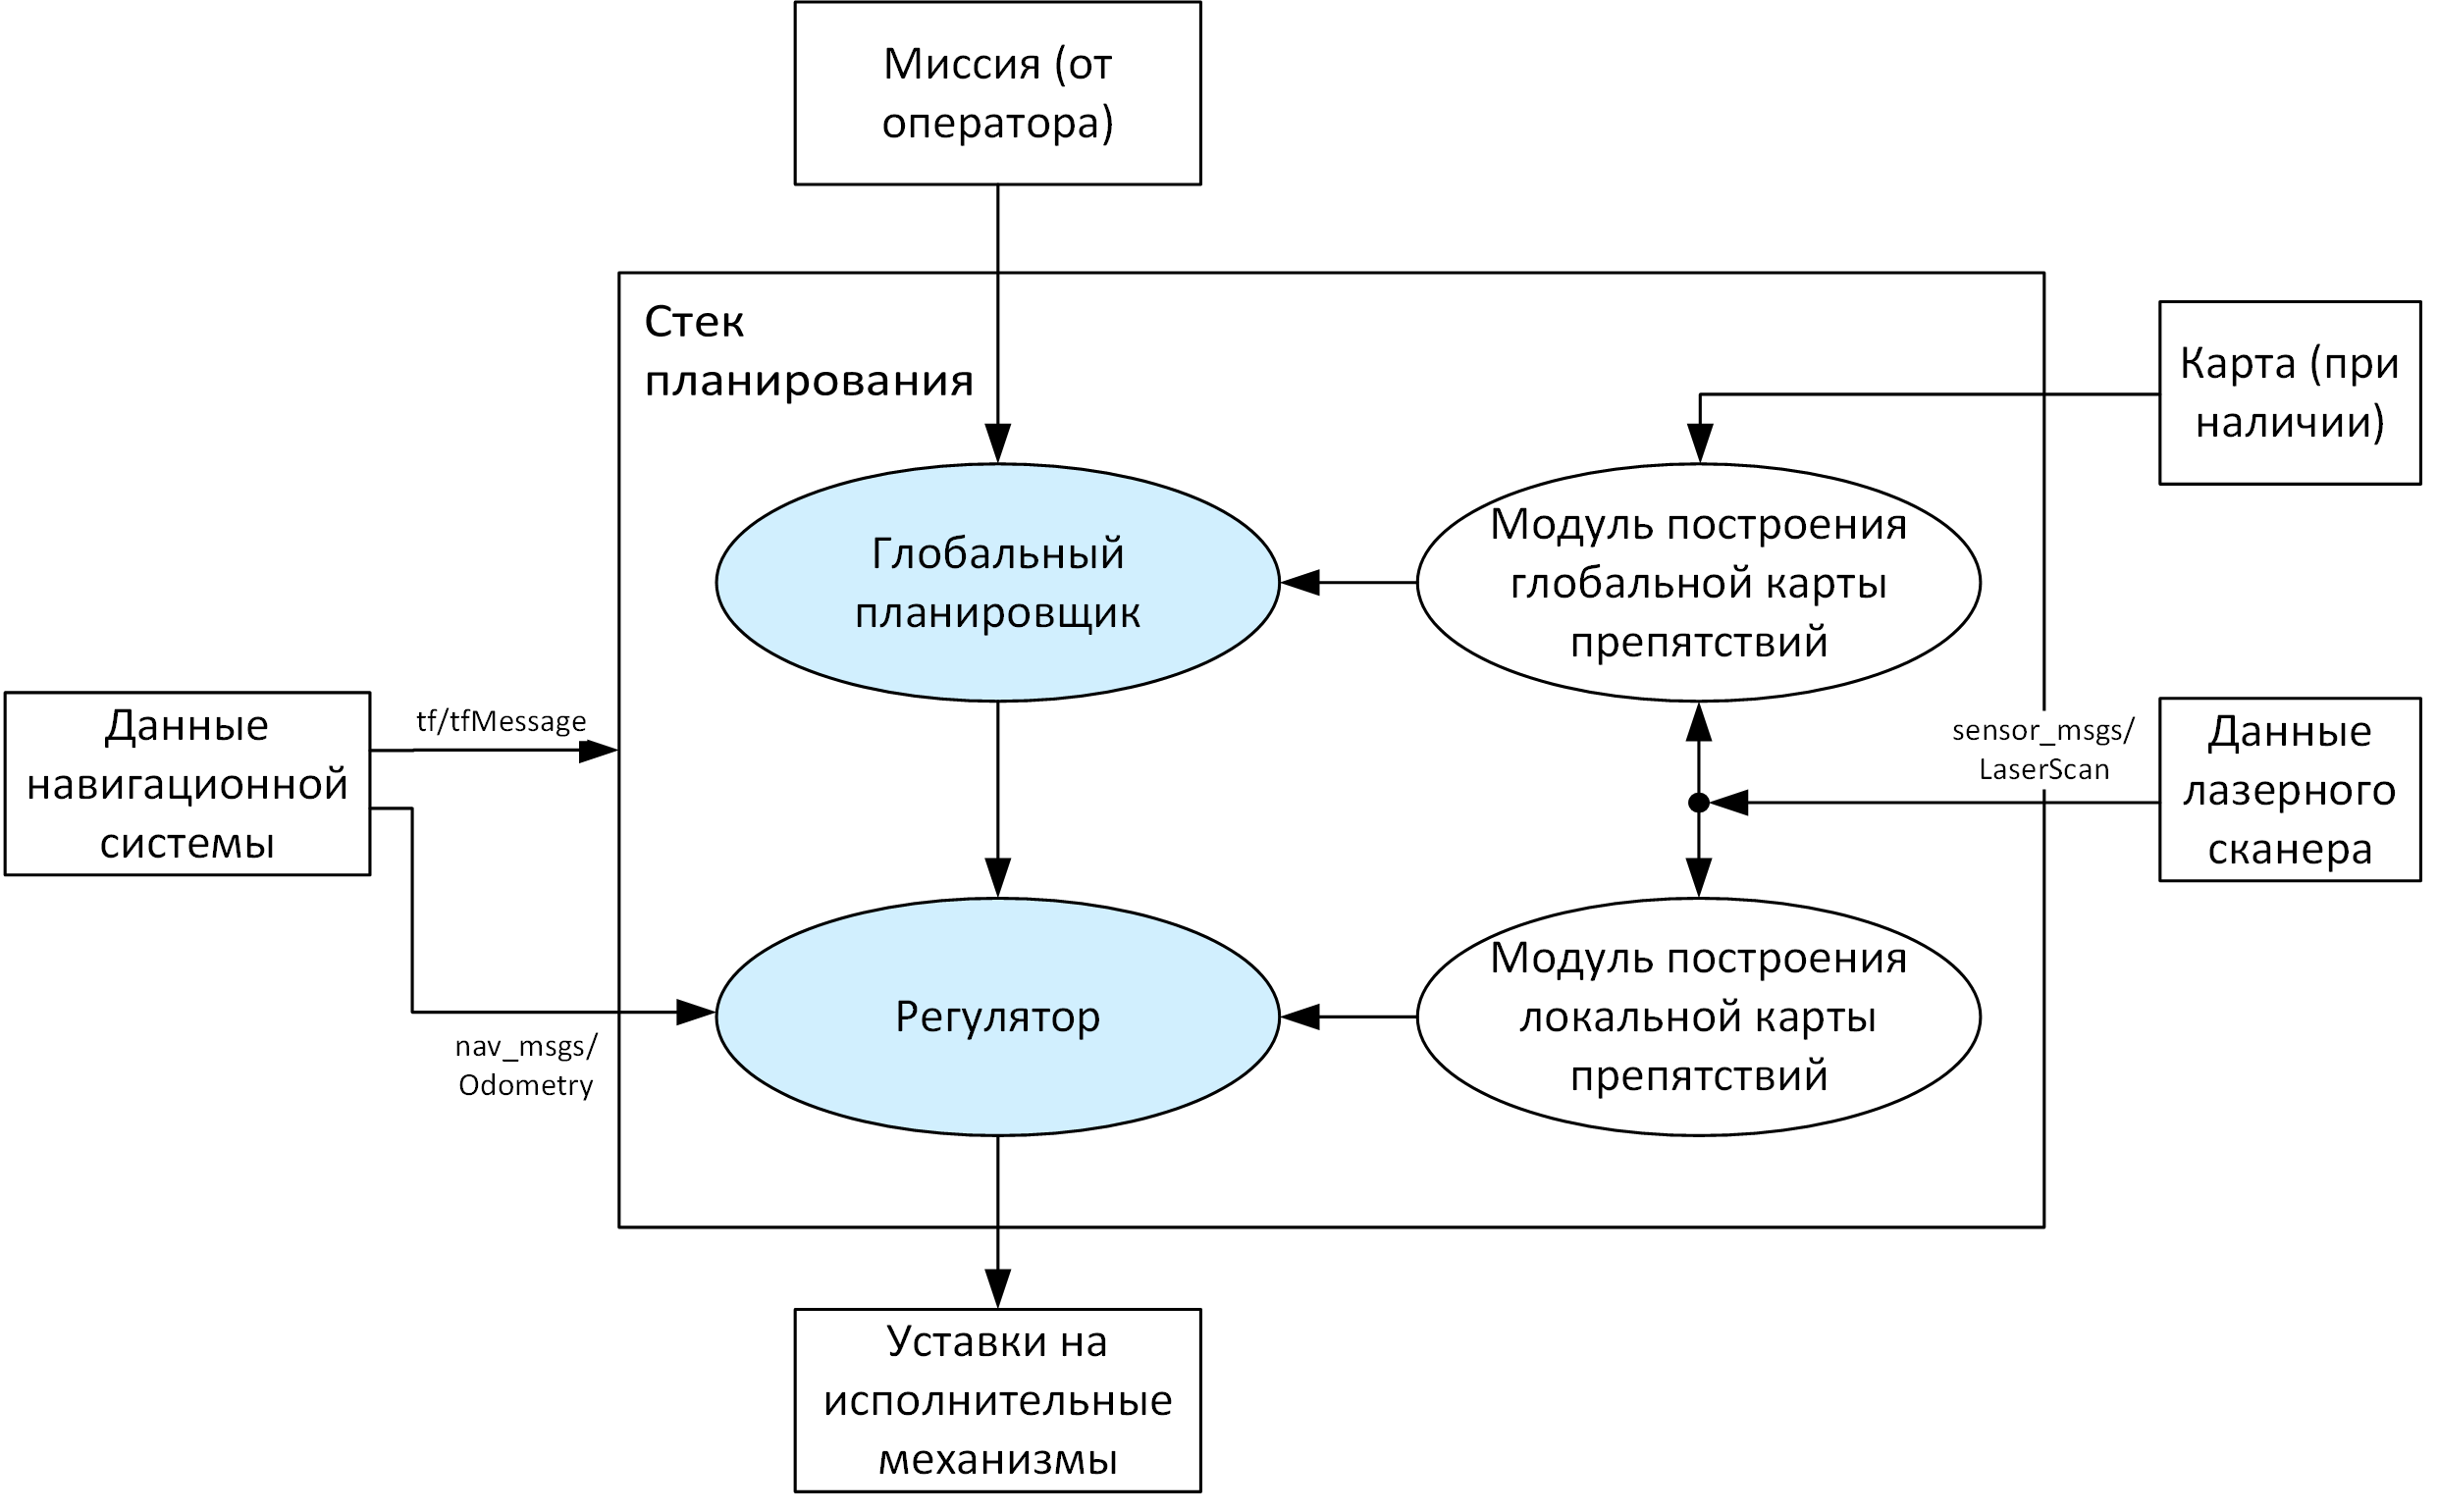 Миссия (от
оператора)
Стек
планирования
Карта (при
наличии)
Глобальный
планировщик
Модуль построения
глобальной карты
препятствий
Данные
навигационной
системы
tf/tfMessage
sensor_msgs/
LaserScan
Данные
лазерного
сканера
Регулятор
Модуль построения
локальной карты
препятствий
nav_msgs/
Odometry
Уставки на
исполнительные
механизмы